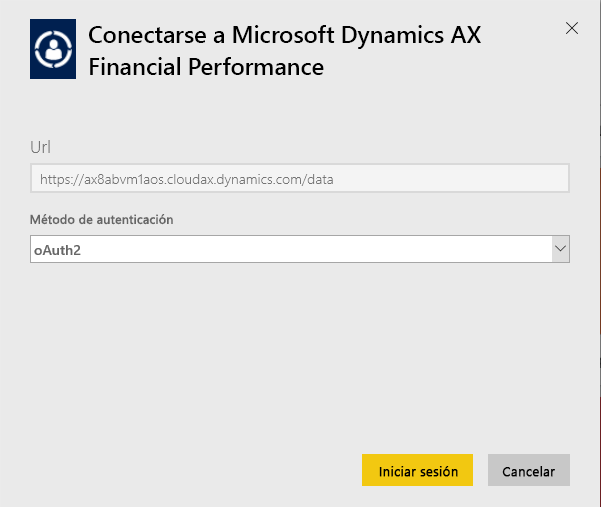 Conectarse a Microsoft Dynamics AX
Financial Performance
Url
https://ax8abvm1aos.cloudax.dynamics.com/data
Método de autenticación
oAuth2
Iniciar sesión
Cancelar